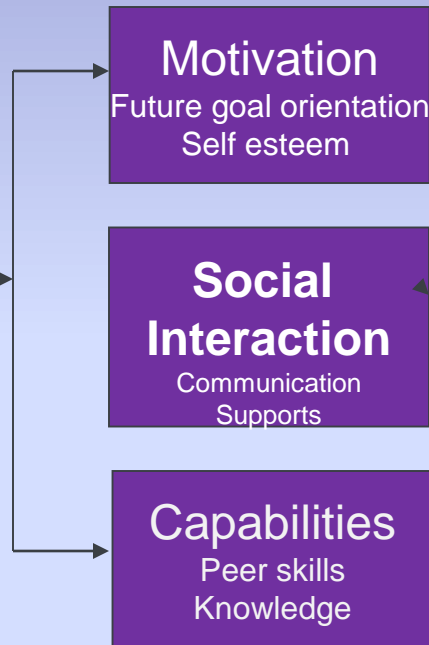 Motivation
Future goal orientation
Self esteem
Social
Interaction
Communication
Supports
Capabilities
Peer skills
Knowledge